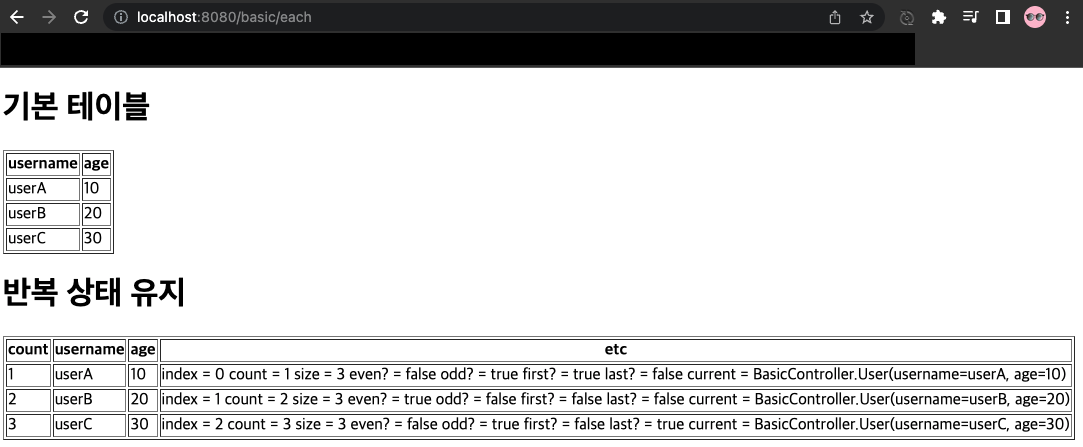 localhost:8080/basic/each
기본 테이블
username age
userA 10
userB 20
userC 30
반복 상태 유지
count username age etc
1 userA 10 index = 0 count = 1 size = 3 even? = false odd? = true first? = true last? = false current = BasicController.User(username=userA, age=10)
2 userB 20 index = 1 count = 2 size = 3 even? = true odd? = false first? = false last? = false current = BasicController.User(username=userB, age=20)
3 userC 30 index = 2 count = 3 size = 3 even? = false odd? = true first? = false last? = true current = BasicController.User(username=userC, age=30)